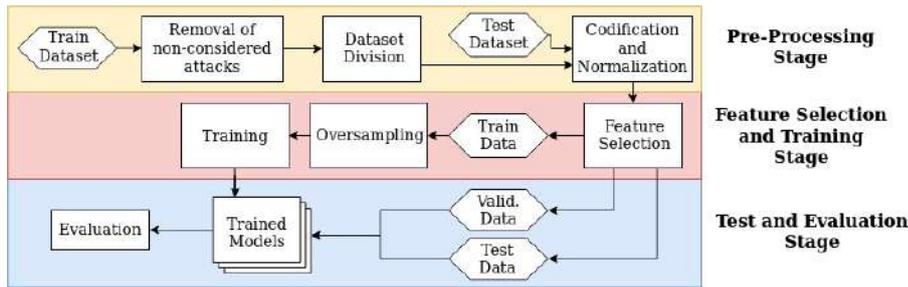 Train
Dataset
Removal of
non-considered
attacks
Dataset
Division
Test
Dataset
Codification
and
Normalization
Pre-Processing
Stage
Training
Oversampling
Train
Data
Feature
Selection
Feature Selection
and Training
Stage
Evaluation
Trained
Models
Valid.
Data
Test
Data
Test and Evaluation
Stage